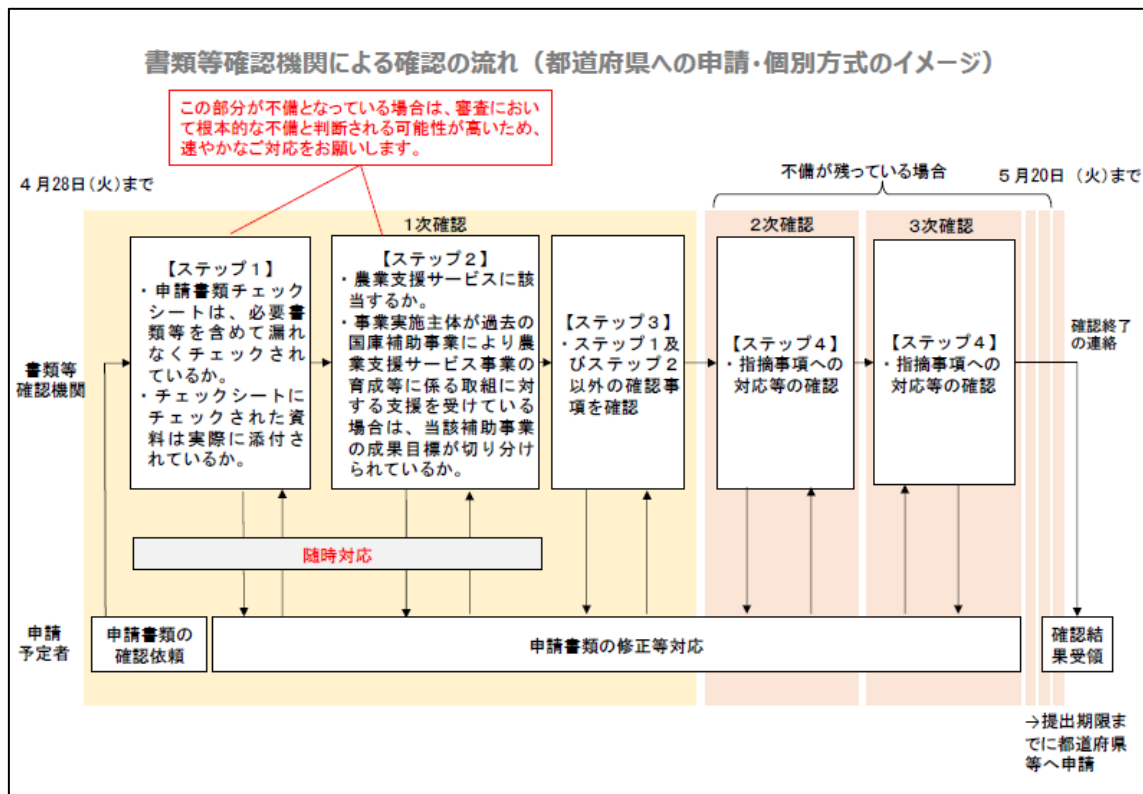 書類等確認機関による確認の流れ（都道府県への申請・個別方式のイメージ）
この部分が不備となっている場合は、審査におい
て根本的な不備と判断される可能性が高いため、
速やかなご対応をお願いします。
４月28日（火）まで
不備が残っている場合
５月20日（火）まで
１次確認
２次確認
３次確認
書類等
確認機関
【ステップ１】
・申請書類チェック
シートは、必要書
類等を含めて漏れ
なくチェックされ
ているか。
・チェックシートに
チェックされた資
料は実際に添付さ
れているか。
【ステップ２】
・農業支援サービスに該
当するか。
・事業実施主体が過去の
国庫補助事業により農
業支援サービス事業の
育成等に係る取組に対
する支援を受けている
場合は、当該補助事業
の成果目標が切り分け
られているか。
【ステップ３】
・ステップ１及
びステップ２
以外の確認事
項を確認
【ステップ４】
・指摘事項への
対応等の確認
【ステップ４】
・指摘事項への
対応等の確認
確認終了
の連絡
随時対応
申請
予定者
申請書類の
確認依頼
申請書類の修正等対応
確認結
果受領
→提出期限ま
でに都道府県
等へ申請